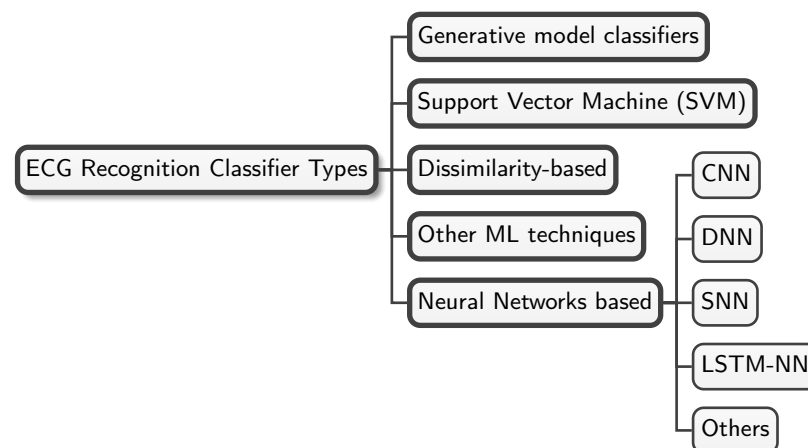 ECG Recognition Classifier Types
Generative model classifiers
Support Vector Machine (SVM)
Dissimilarity-based
Other ML techniques
Neural Networks based
CNN
DNN
SNN
LSTM-NN
Others